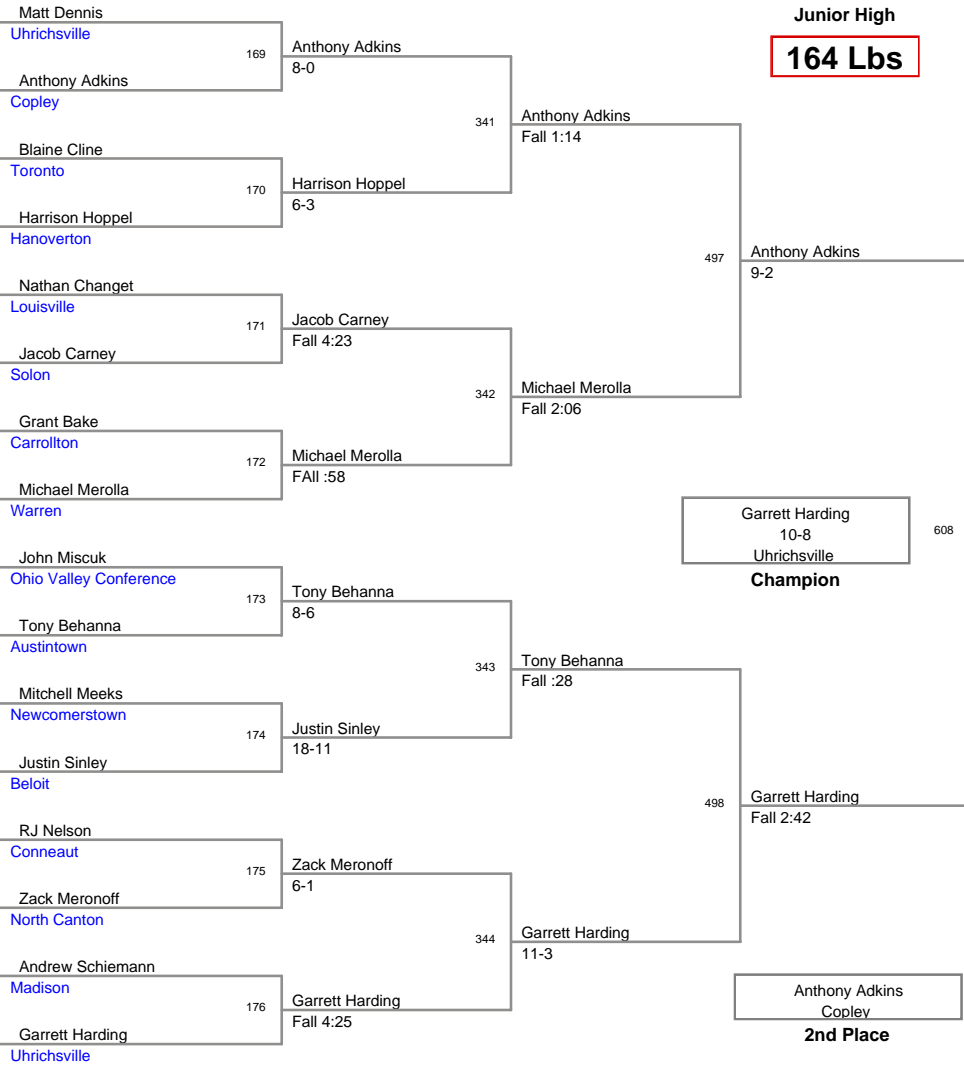 Matt Dennis
Uhrichsville
169
Anthony Adkins
8-0
Anthony Adkins
Copley
341
Anthony Adkins
Fall 1:14
Blaine Cline
Toronto
170
Harrison Hoppel
6-3
Harrison Hoppel
Hanoverton
497
Anthony Adkins
9-2
Nathan Changet
Louisville
171
Jacob Carney
Fall 4:23
Jacob Carney
Solon
342
Michael Merolla
Fall 2:06
Grant Bake
Carrollton
172
Michael Merolla
FAll :58
Michael Merolla
Warren
John Miscuk
Ohio Valley Conference
173
Tony Behanna
8-6
Tony Behanna
Austintown
343
Tony Behanna
Fall :28
Mitchell Meeks
Newcomerstown
174
Justin Sinley
18-11
Justin Sinley
Beloit
498
Garrett Harding
Fall 2:42
RJ Nelson
Conneaut
175
Zack Meronoff
6-1
Zack Meronoff
North Canton
344
Garrett Harding
11-3
Andrew Schiemann
Madison
176
Garrett Harding
Fall 4:25
Garrett Harding
Uhrichsville
Junior High
164 Lbs
Garrett Harding
10-8
Uhrichsville
608
Champion
Anthony Adkins
Copley
2nd Place